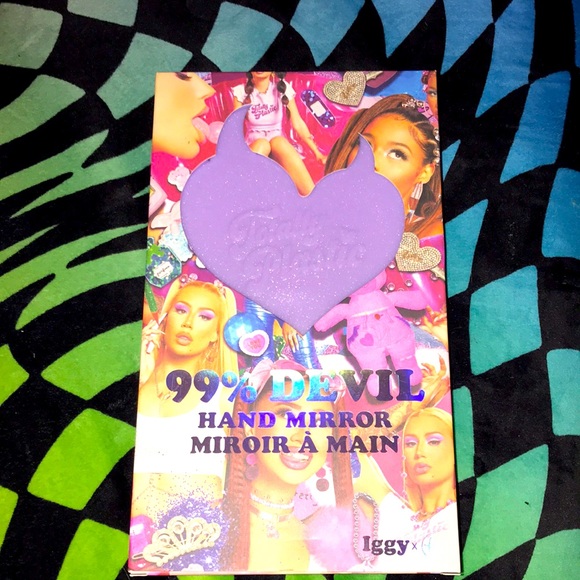 99% DEVIL
HAND MIRROR
MIROIR À MAIN
Iggy x